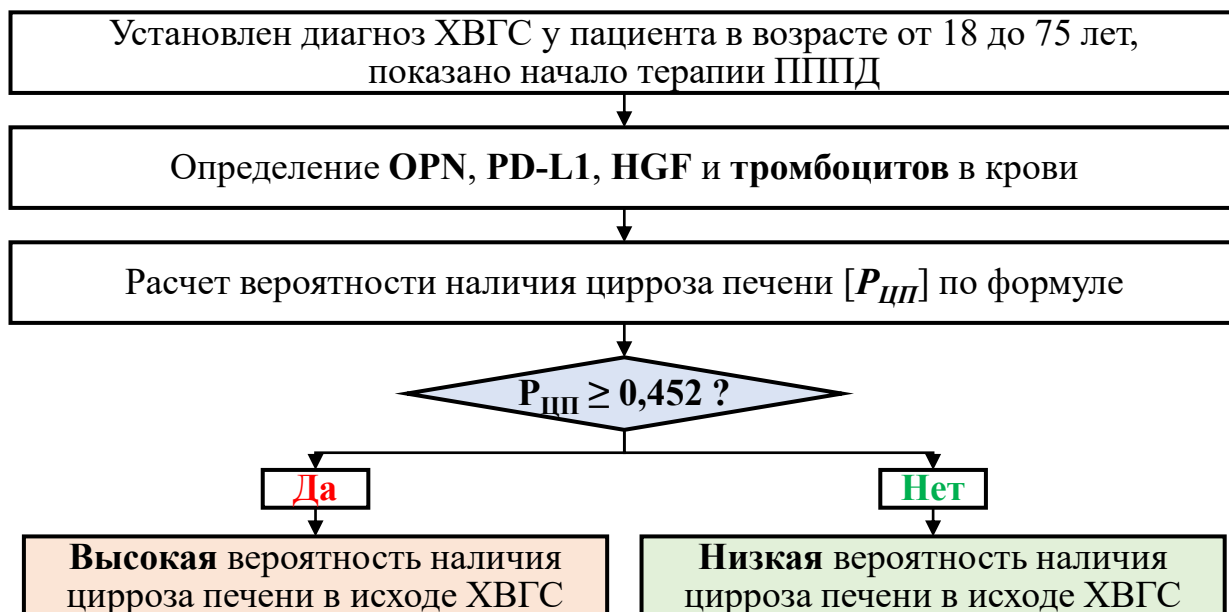 Установлен диагноз ХВГС у пациента в возрасте от 18 до 75 лет,
показано начало терапии ПППД
Определение OPN, PD-L1, HGF и тромбоцитов в крови
Расчет вероятности наличия цирроза печени [PЦП] по формуле
PЦП ≥ 0,452 ?
Да
Нет
Высокая вероятность наличия
цирроза печени в исходе ХВГС
Низкая вероятность наличия
цирроза печени в исходе ХВГС